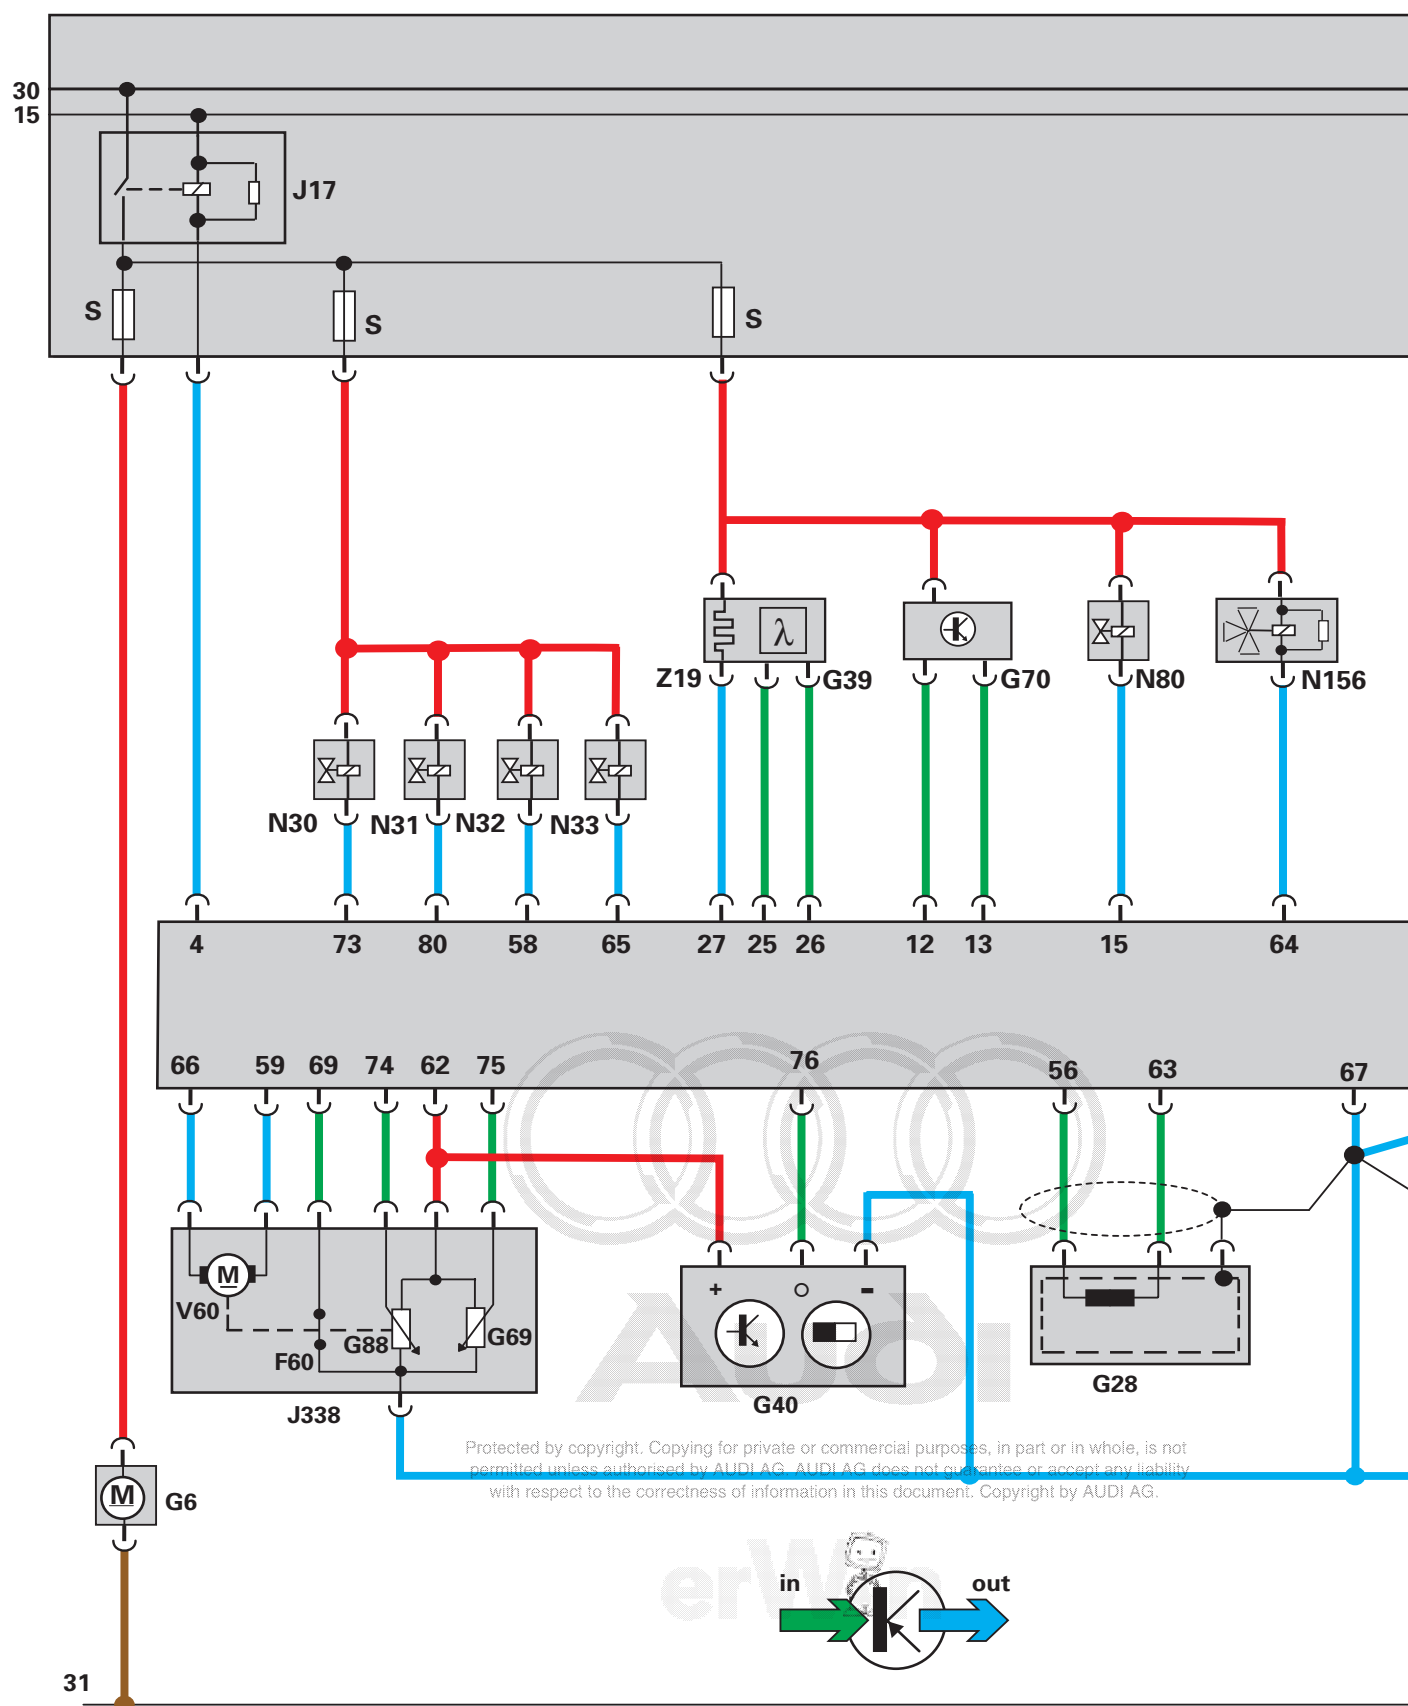 30
15
J17
S
S
S
Z19
G39
G70
N80
N156
N30
N31
N32
N33
4
73
80
58
65
27
25
26
12
13
15
64
66
59
69
74
62
75
76
56
63
67
M
V60
G88
G69
F60
J338
+
-
G40
G28
Audi
Protected by copyright. Copying for private or commercial purposes, in part or in whole, is not
permitted unless authorised by AUDI AG. AUDI AG does not guarantee or accept any liability
with respect to the correctness of information in this document. Copyright by AUDI AG.
M
G6
erWin
in
out
31
λ